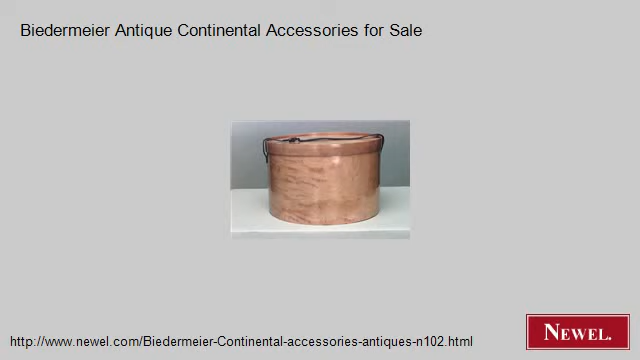 Biedermeier Antique Continental Accessories for Sale
NEWEL.
http://www.newel.com/Biedermeier-Continental-accessories-antiques-n102.html